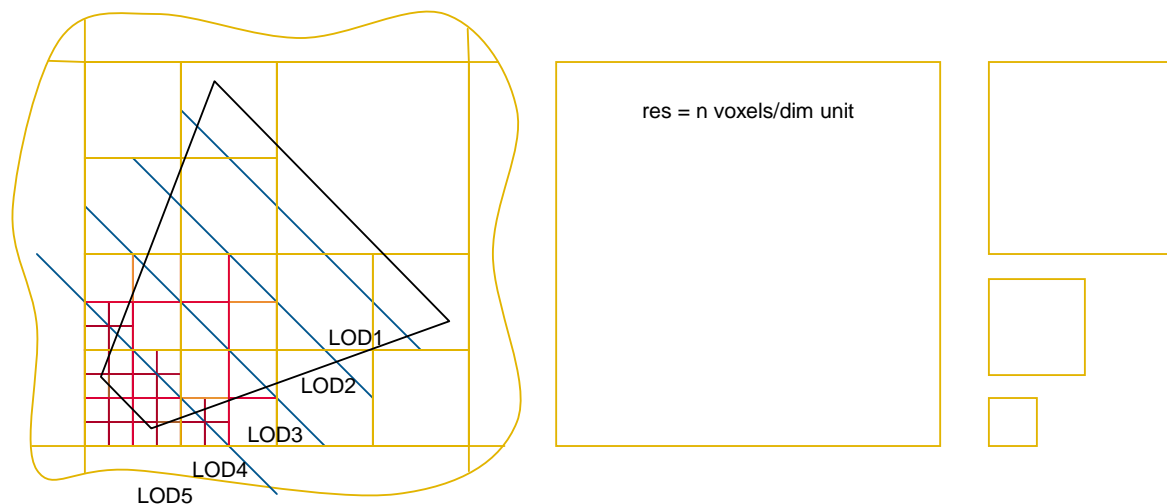 res = n voxels/dim unit
LOD1
LOD2
LOD3
LOD4
LOD5